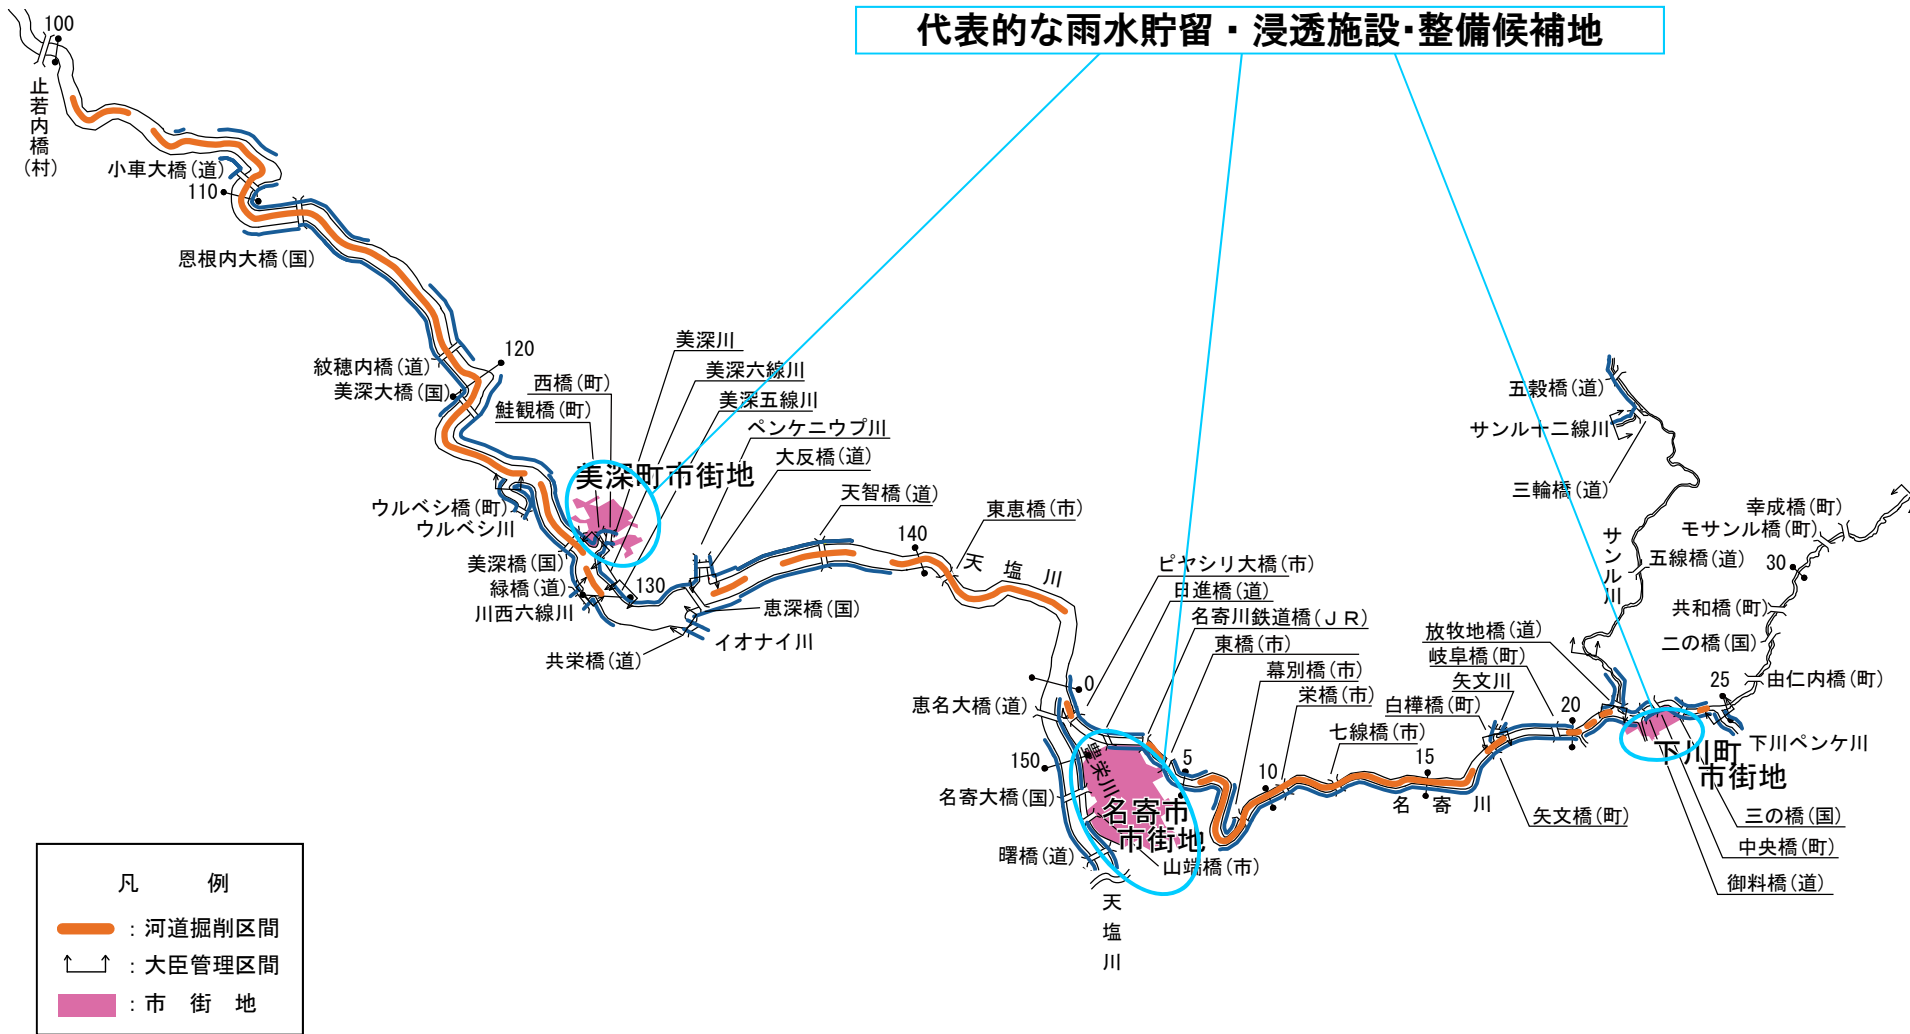 代表的な雨水貯留・浸透施設・整備候補地
100
止若内橋(村)
小車大橋(道)
110
恩根内大橋(国)
120
紋穂内橋(道)
美深大橋(国)
西橋(町)
鮭観橋(町)
美深川
美深六線川
美深五線川
ペンケニウプ川
大反橋(道)
天智橋(道)
東恵橋(市)
美深町市街地
ウルベシ橋(町)
ウルベシ川
美深橋(国)
緑橋(道)
川西六線川
130
共栄橋(道)
イオナイ川
恵深橋(国)
140
天塩川
ピヤシリ大橋(市)
日進橋(道)
名寄川鉄道橋(JR)
東橋(市)
幕別橋(市)
栄橋(市)
七線橋(市)
恵名大橋(道)
0
150
豊栄川
名寄大橋(国)
名寄市
市街地
曙橋(道)
山端橋(市)
天塩川
5
10
15
名寄川
白樺橋(町)
矢文川
矢文橋(町)
岐阜橋(町)
放牧地橋(道)
20
25
五穀橋(道)
サンル十二線川
三輪橋(道)
サンル川
幸成橋(町)
モサンル橋(町)
五線橋(道)
30
共和橋(町)
二の橋(国)
由仁内橋(町)
下川ペンケ川
下川町
市街地
三の橋(国)
中央橋(町)
御料橋(道)
凡 例
:河道掘削区間
:大臣管理区間
:市 街 地